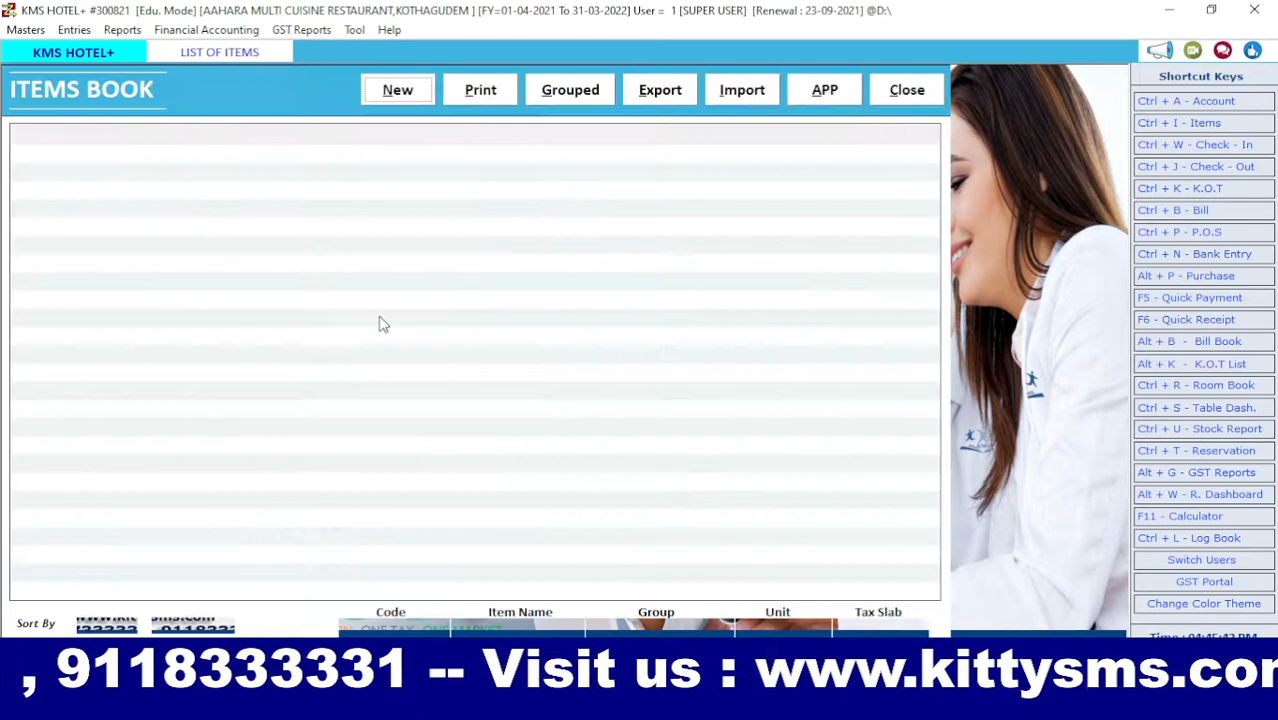 KMS HOTEL+ #300821 [Edu. Mode] [AAHARA MULTI CUISINE RESTAURANT,KOTHAGUDEM ] [FY=01-04-2021 To 31-03-2022] User = 1 [SUPER USER] [Renewal : 23-09-2021] @D:\
Masters Entries Reports Financial Accounting GST Reports Tool Help
KMS HOTEL+ LIST OF ITEMS
ITEMS BOOK New Print Grouped Export Import APP Close
Shortcut Keys
Ctrl + A - Account
Ctrl + I - Items
Ctrl + W - Check - In
Ctrl + J - Check - Out
Ctrl + K - K.O.T
Ctrl + B - Bill
Ctrl + P - P.O.S
Ctrl + N - Bank Entry
Alt + P - Purchase
F5 - Quick Payment
F6 - Quick Receipt
Alt + B - Bill Book
Alt + K - K.O.T List
Ctrl + R - Room Book
Ctrl + S - Table Dash.
Ctrl + U - Stock Report
Ctrl + T - Reservation
Alt + G - GST Reports
Alt + W - R. Dashboard
F11 - Calculator
Ctrl + L - Log Book
Switch Users
GST Portal
Change Color Theme
Code Item Name Group Unit Tax Slab
Sort By
ONE TAX ONE MARKET
, 9118333331 -- Visit us : www.kittysms.com